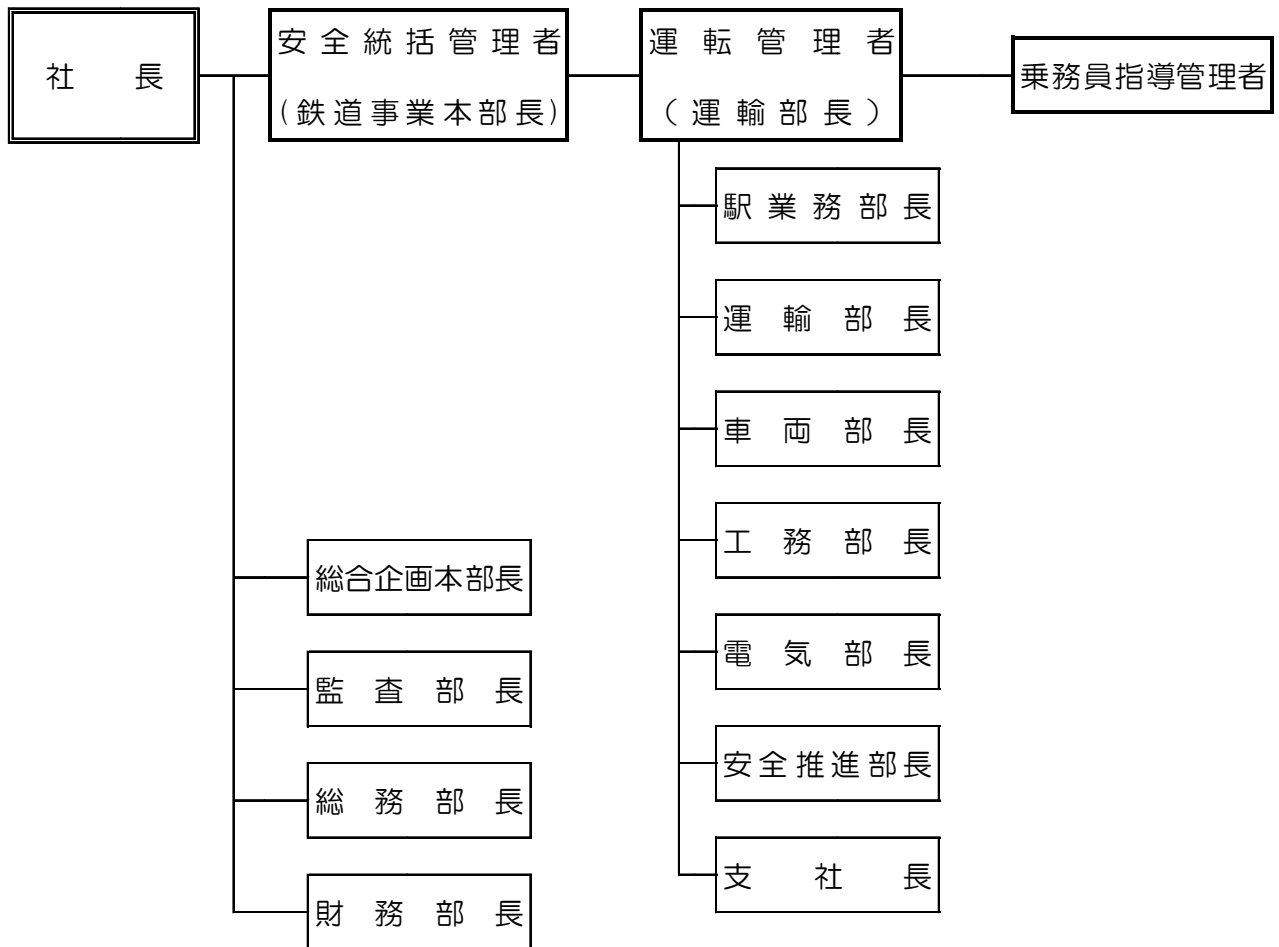 社長
安全統括管理者
(鉄道事業本部長)
運転管理者
(運輸部長)
乗務員指導管理者
駅業務部長
運輸部長
車両部長
工務部長
電気部長
安全推進部長
支社長
総合企画本部長
監査部長
総務部長
財務部長